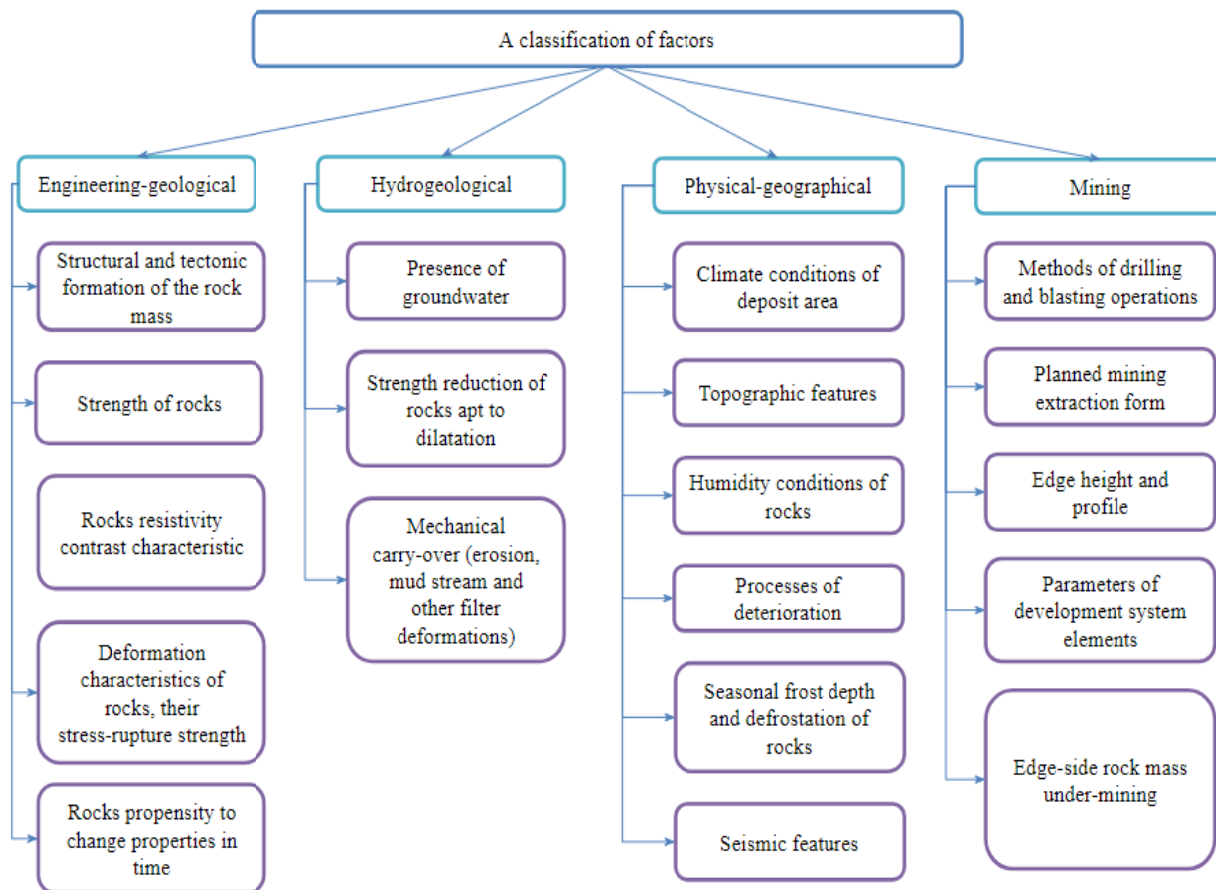 A classification of factors
Engineering-geological
Structural and tectonic
formation of the rock
mass
Strength of rocks
Rocks resistivity
contrast characteristic
Deformation
characteristics of
rocks, their
stress-rupture strength
Rocks propensity to
change properties in
time
Hydrogeological
Presence of
groundwater
Strength reduction of
rocks apt to
dilatation
Mechanical
carry-over (erosion,
mud stream and
other filter
deformations)
Physical-geographical
Climate conditions of
deposit area
Topographic features
Humidity conditions of
rocks
Processes of
deterioration
Seasonal frost depth
and defrostation of
rocks
Seismic features
Mining
Methods of drilling
and blasting operations
Planned mining
extraction form
Edge height and
profile
Parameters of
development system
elements
Edge-side rock mass
under-mining